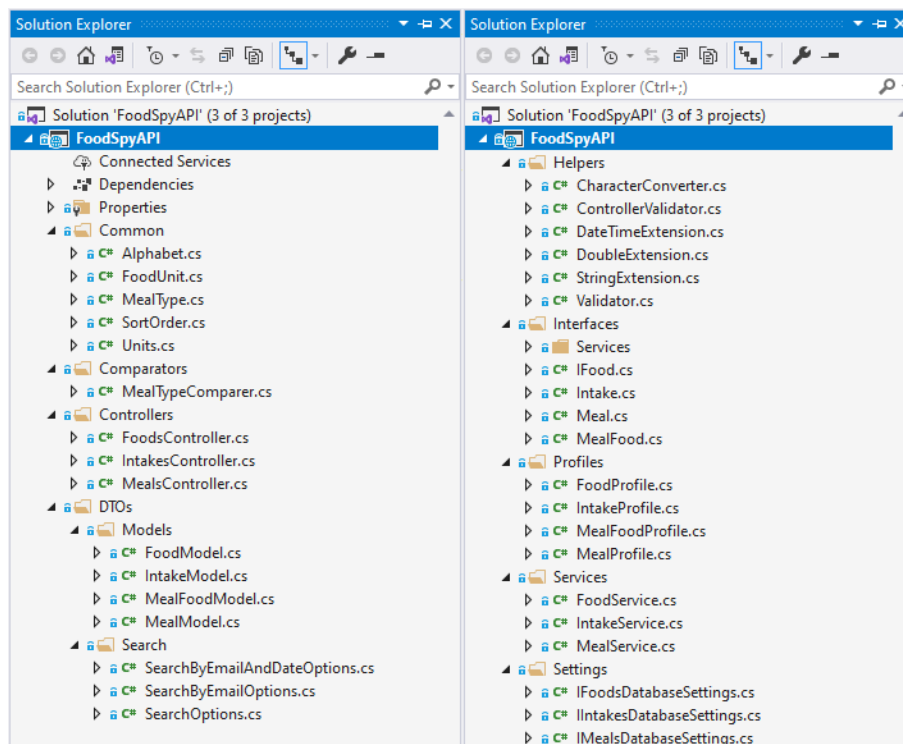 Solution Explorer
Search Solution Explorer (Ctrl+;)
Solution 'FoodSpyAPI' (3 of 3 projects)
FoodSpyAPI
Connected Services
Dependencies
Properties
Common
C# Alphabet.cs
C# FoodUnit.cs
C# MealType.cs
C# SortOrder.cs
C# Units.cs
Comparators
C# MealTypeComparer.cs
Controllers
C# FoodsController.cs
C# IntakesController.cs
C# MealsController.cs
DTOs
Models
C# FoodModel.cs
C# IntakeModel.cs
C# MealFoodModel.cs
C# MealModel.cs
Search
C# SearchByEmailAndDateOptions.cs
C# SearchByEmailOptions.cs
C# SearchOptions.cs
Solution Explorer
Search Solution Explorer (Ctrl+;)
Solution 'FoodSpyAPI' (3 of 3 projects)
FoodSpyAPI
Helpers
C# CharacterConverter.cs
C# ControllerValidator.cs
C# DateTimeExtension.cs
C# DoubleExtension.cs
C# StringExtension.cs
C# Validator.cs
Interfaces
Services
C# IFood.cs
C# Intake.cs
C# Meal.cs
C# MealFood.cs
Profiles
C# FoodProfile.cs
C# IntakeProfile.cs
C# MealFoodProfile.cs
C# MealProfile.cs
Services
C# FoodService.cs
C# IntakeService.cs
C# MealService.cs
Settings
C# IFoodsDatabaseSettings.cs
C# IIntakesDatabaseSettings.cs
C# IMealsDatabaseSettings.cs